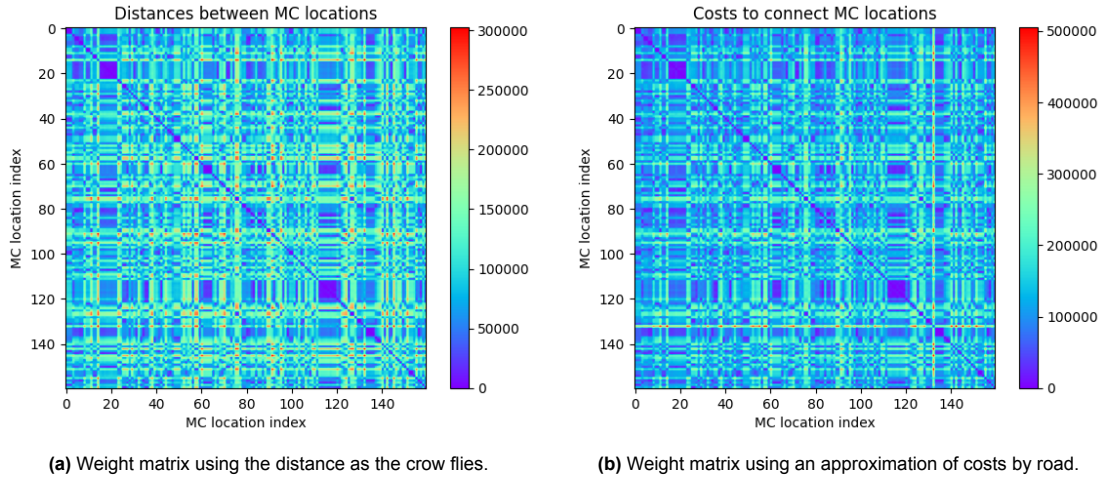 Distances between MC locations
0
20
40
60
80
100
120
140
MC location index
0 20 40 60 80 100 120 140
MC location index
300000
250000
200000
150000
100000
50000
0
(a) Weight matrix using the distance as the crow flies.
Costs to connect MC locations
0
20
40
60
80
100
120
140
MC location index
0 20 40 60 80 100 120 140
MC location index
500000
400000
300000
200000
100000
0
(b) Weight matrix using an approximation of costs by road.